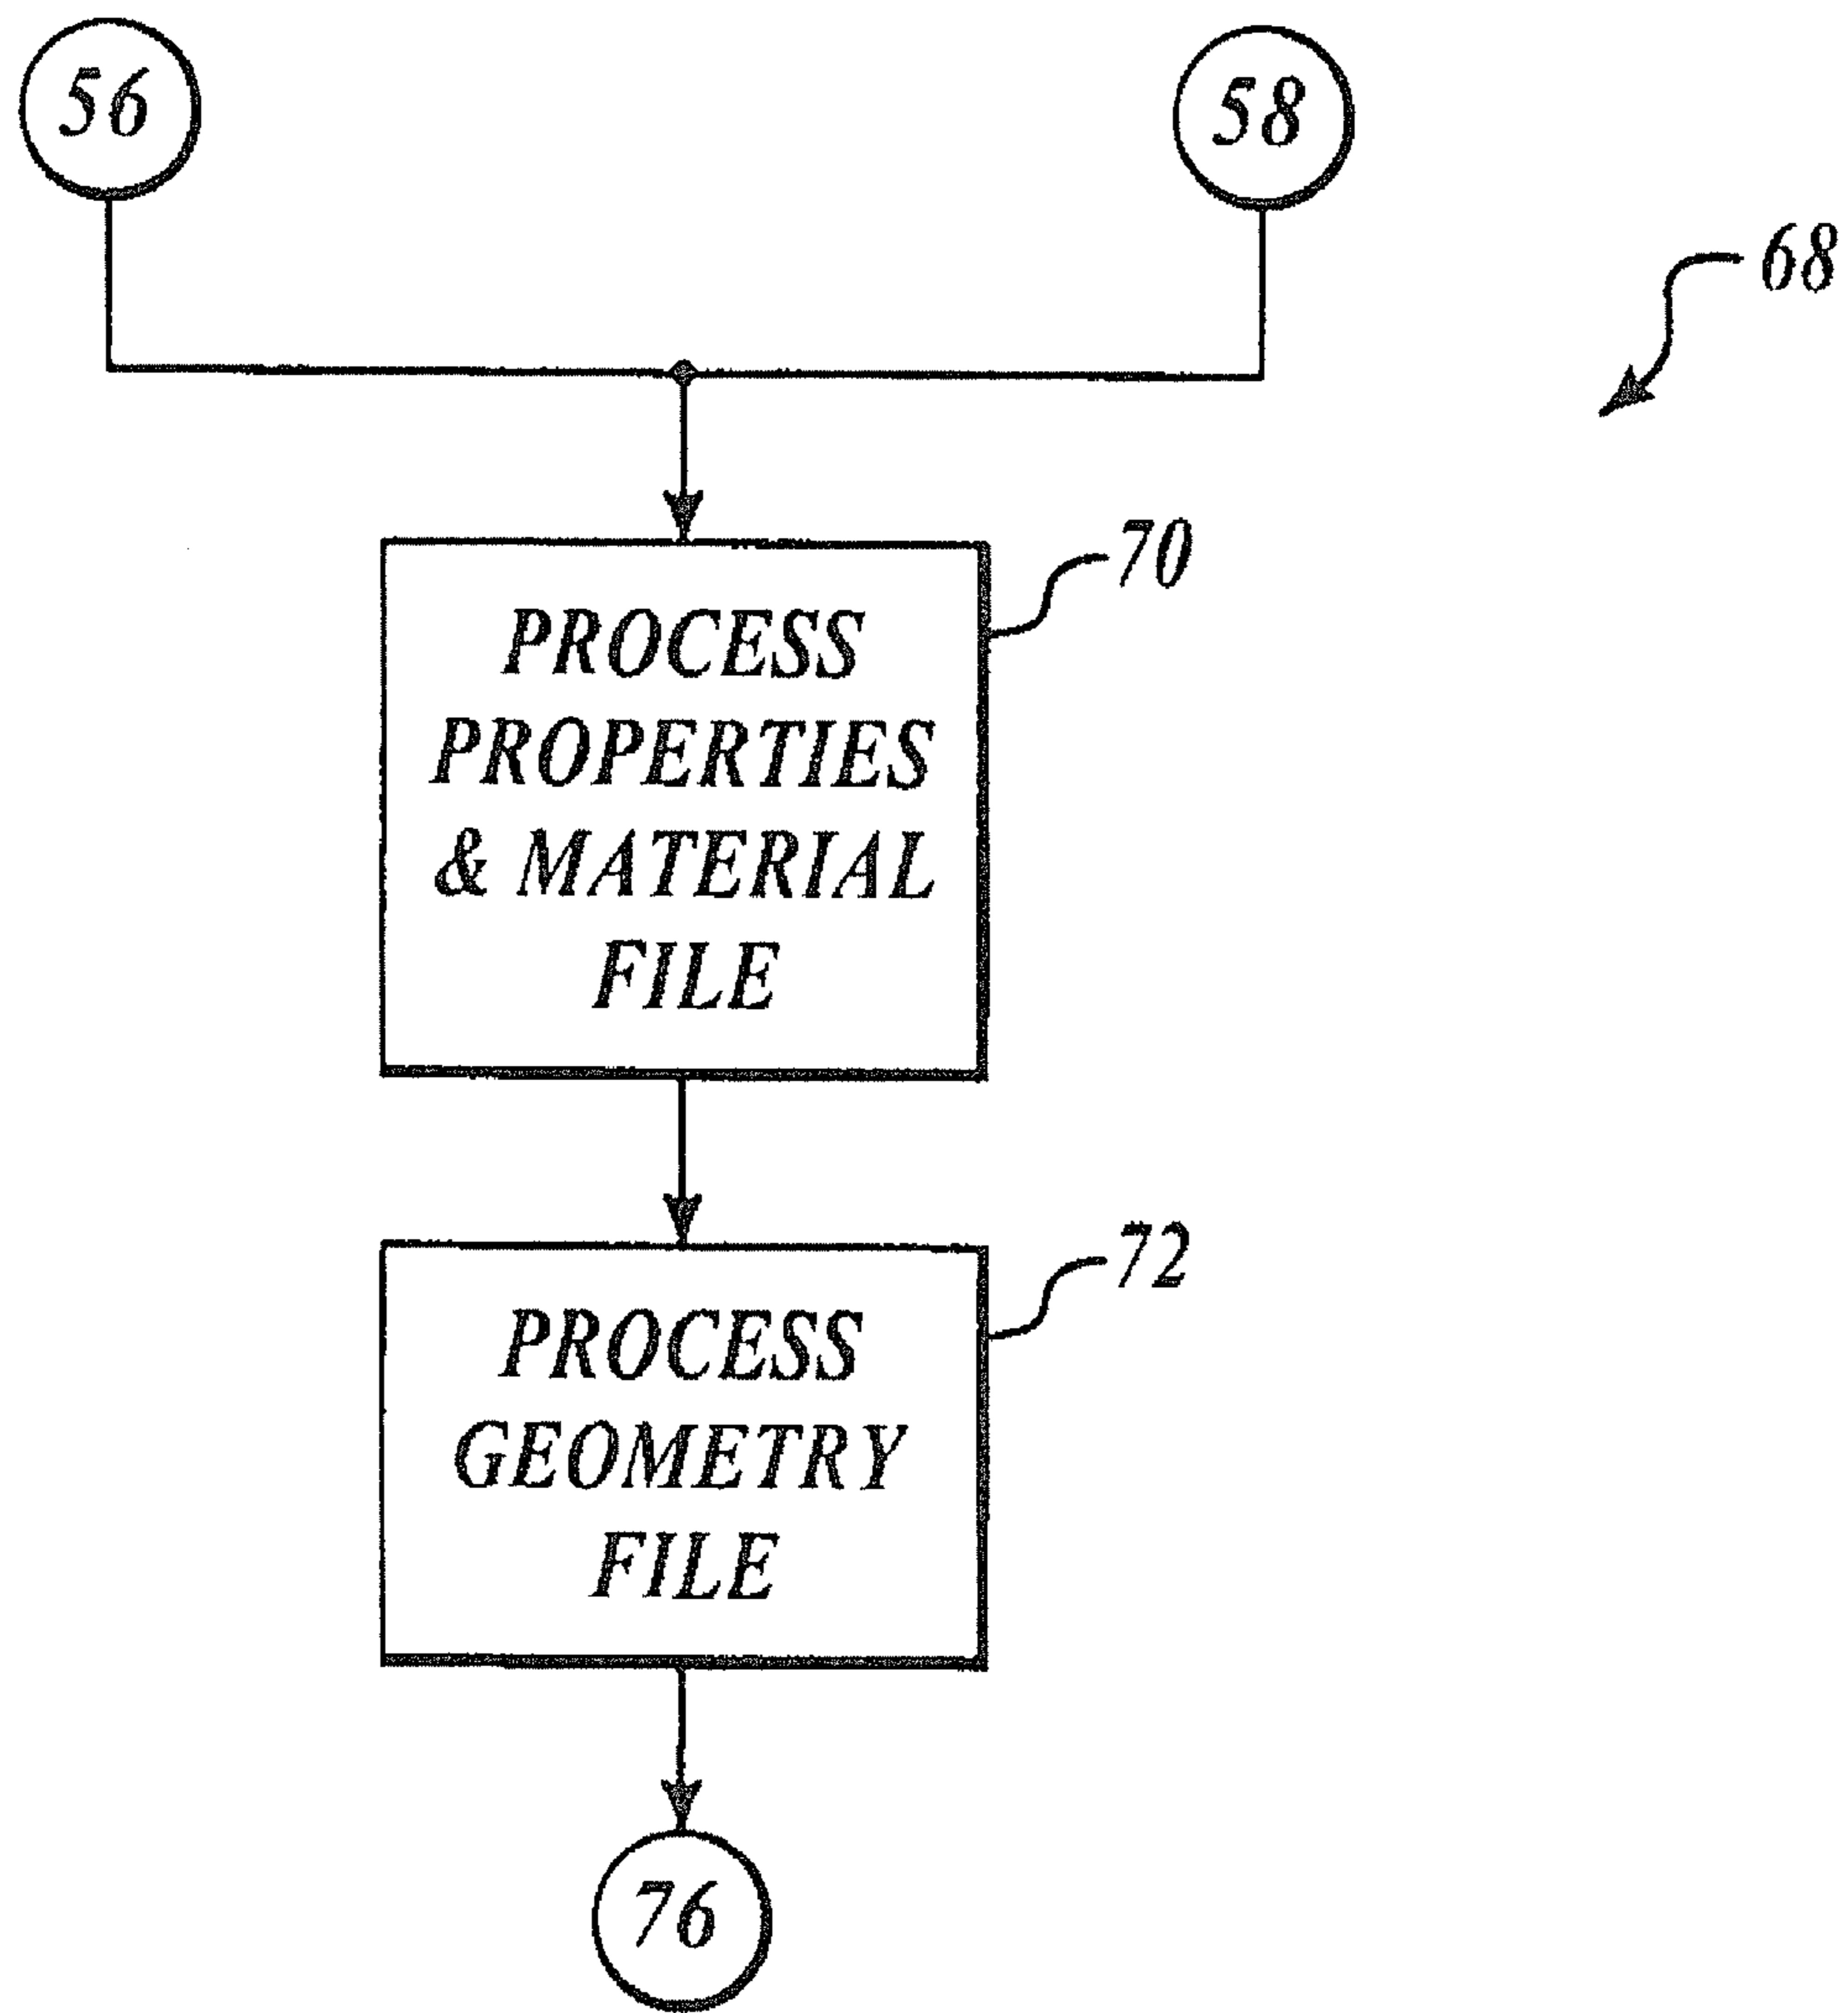 56
58
68
70
PROCESS
PROPERTIES
& MATERIAL
FILE
72
PROCESS
GEOMETRY
FILE
76